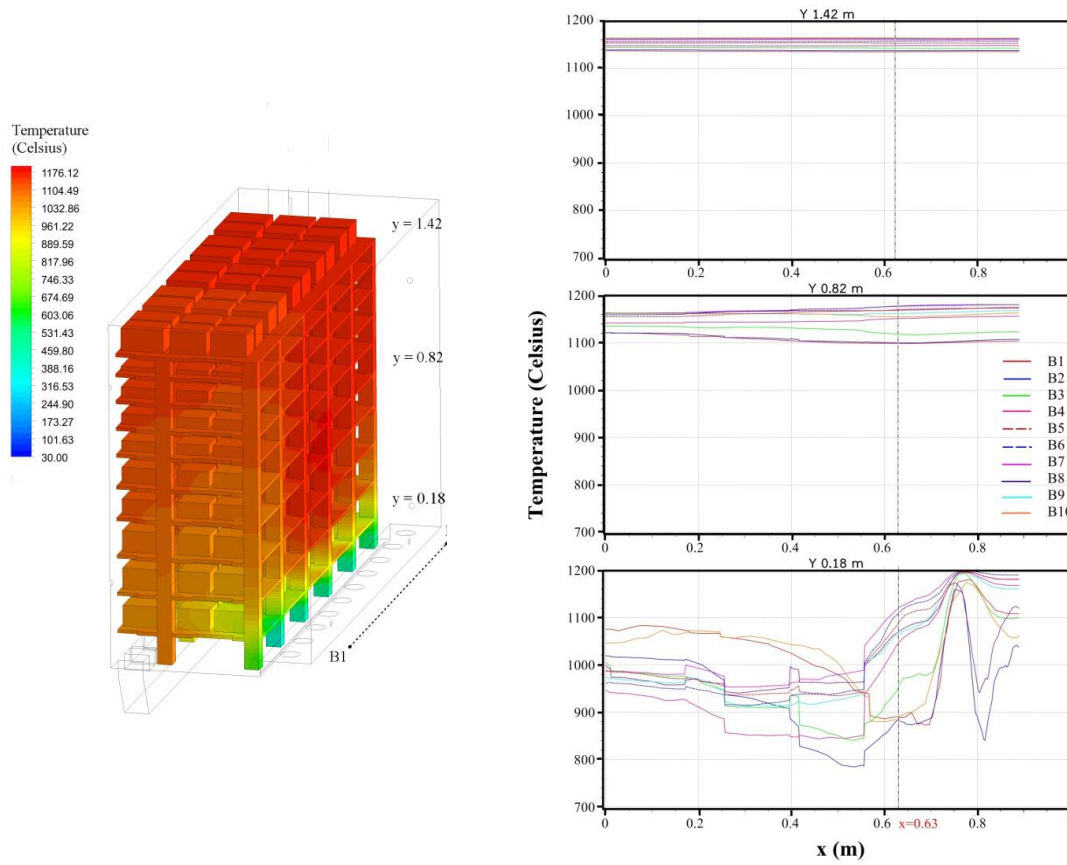 Temperature
(Celsius)
1176.12
1104.49
1032.86
961.22
889.59
817.96
746.33
674.69
603.06
531.43
459.80
388.16
316.53
244.90
173.27
101.63
30.00
y = 1.42
y = 0.82
y = 0.18
B1
Temperature (Celsius)
Y 1.42 m
1200
1100
1000
900
800
700
0 0.2 0.4 0.6 0.8
Y 0.82 m
1200
1100
1000
900
800
700
0 0.2 0.4 0.6 0.8
B1
B2
B3
B4
B5
B6
B7
B8
B9
B10
Y 0.18 m
1200
1100
1000
900
800
700
0 0.2 0.4 0.6 x=0.63 0.8
x (m)